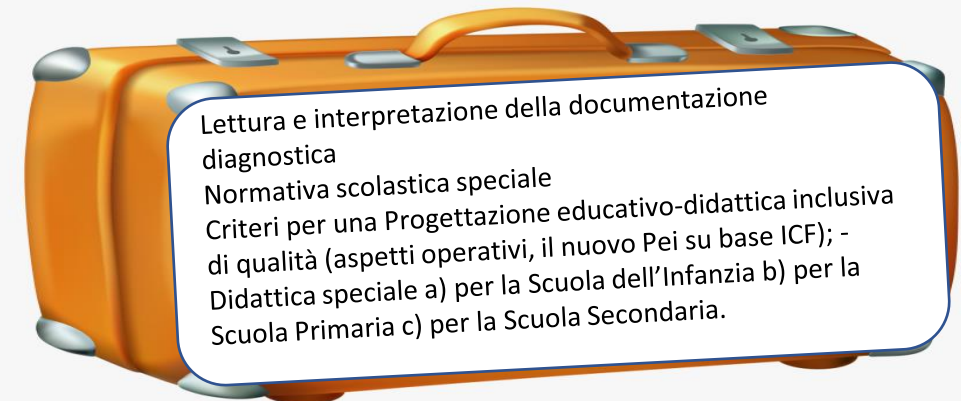 Lettura e interpretazione della documentazione
diagnostica
Normativa scolastica speciale
Criteri per una Progettazione educativo-didattica inclusiva
di qualità (aspetti operativi, il nuovo Pei su base ICF); -
Didattica speciale a) per la Scuola dell’Infanzia b) per la
Scuola Primaria c) per la Scuola Secondaria.